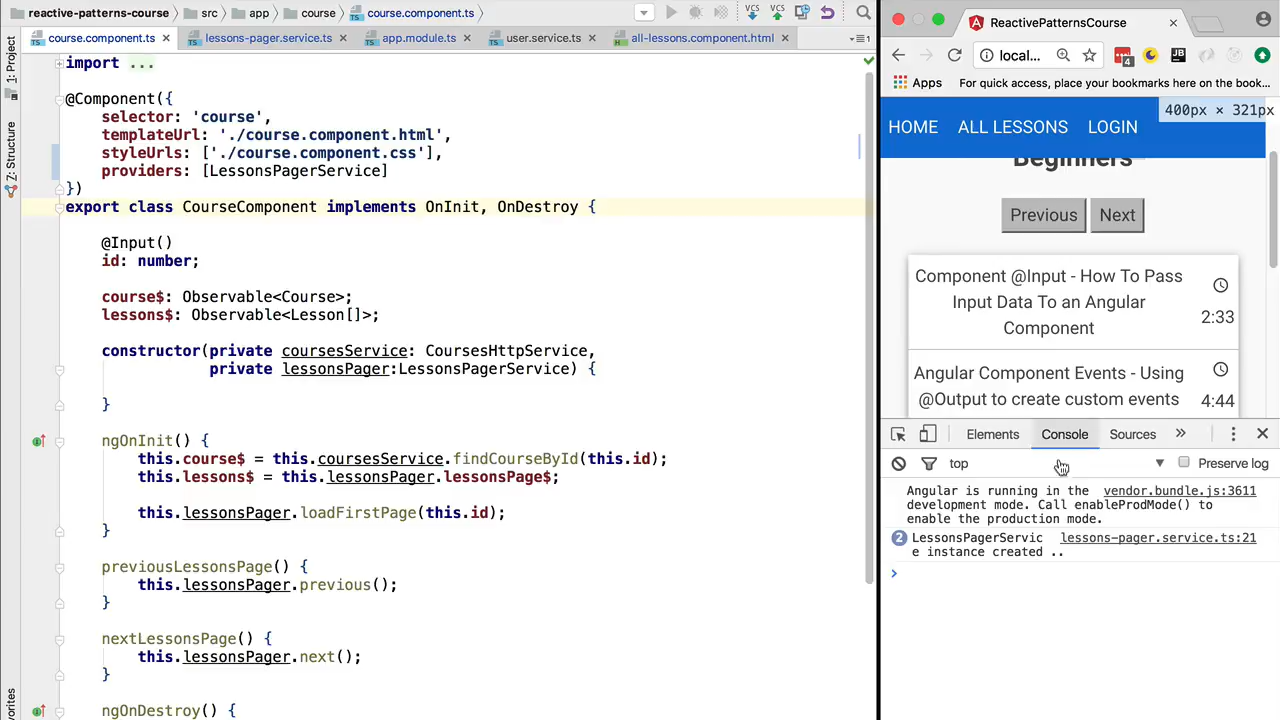 reactive-patterns-course
src
app
course
course.component.ts
VCS
VCS
course.component.ts
lessons-pager.service.ts
app.module.ts
user.service.ts
all-lessons.component.html
1: Project
Z: Structure
import ...
@Component({
selector: 'course',
templateUrl: './course.component.html',
styleUrls: ['./course.component.css'],
providers: [LessonsPagerService]
})
export class CourseComponent implements OnInit, OnDestroy {
@Input()
id: number;
course$: Observable<Course>;
lessons$: Observable<Lesson[]>;
constructor(private coursesService: CoursesHttpService,
private lessonsPager:LessonsPagerService) {
}
ngOnInit() {
this.course$ = this.coursesService.findCourseById(this.id);
this.lessons$ = this.lessonsPager.lessonsPage$;
this.lessonsPager.loadFirstPage(this.id);
}
previousLessonsPage() {
this.lessonsPager.previous();
}
nextLessonsPage() {
this.lessonsPager.next();
}
ngOnDestroy() {
ReactivePatternsCourse
local...
4
JB
Apps
For quick access, place your bookmarks here on the book...
400px × 321px
HOME
ALL LESSONS
LOGIN
Beginners
Previous
Next
Component @Input - How To Pass
Input Data To an Angular
Component
2:33
Angular Component Events - Using
@Output to create custom events
4:44
Elements
Console
Sources
top
Preserve log
Angular is running in the vendor.bundle.js:3611
development mode. Call enableProdMode() to
enable the production mode.
2 LessonsPagerServic lessons-pager.service.ts:21
e instance created ..